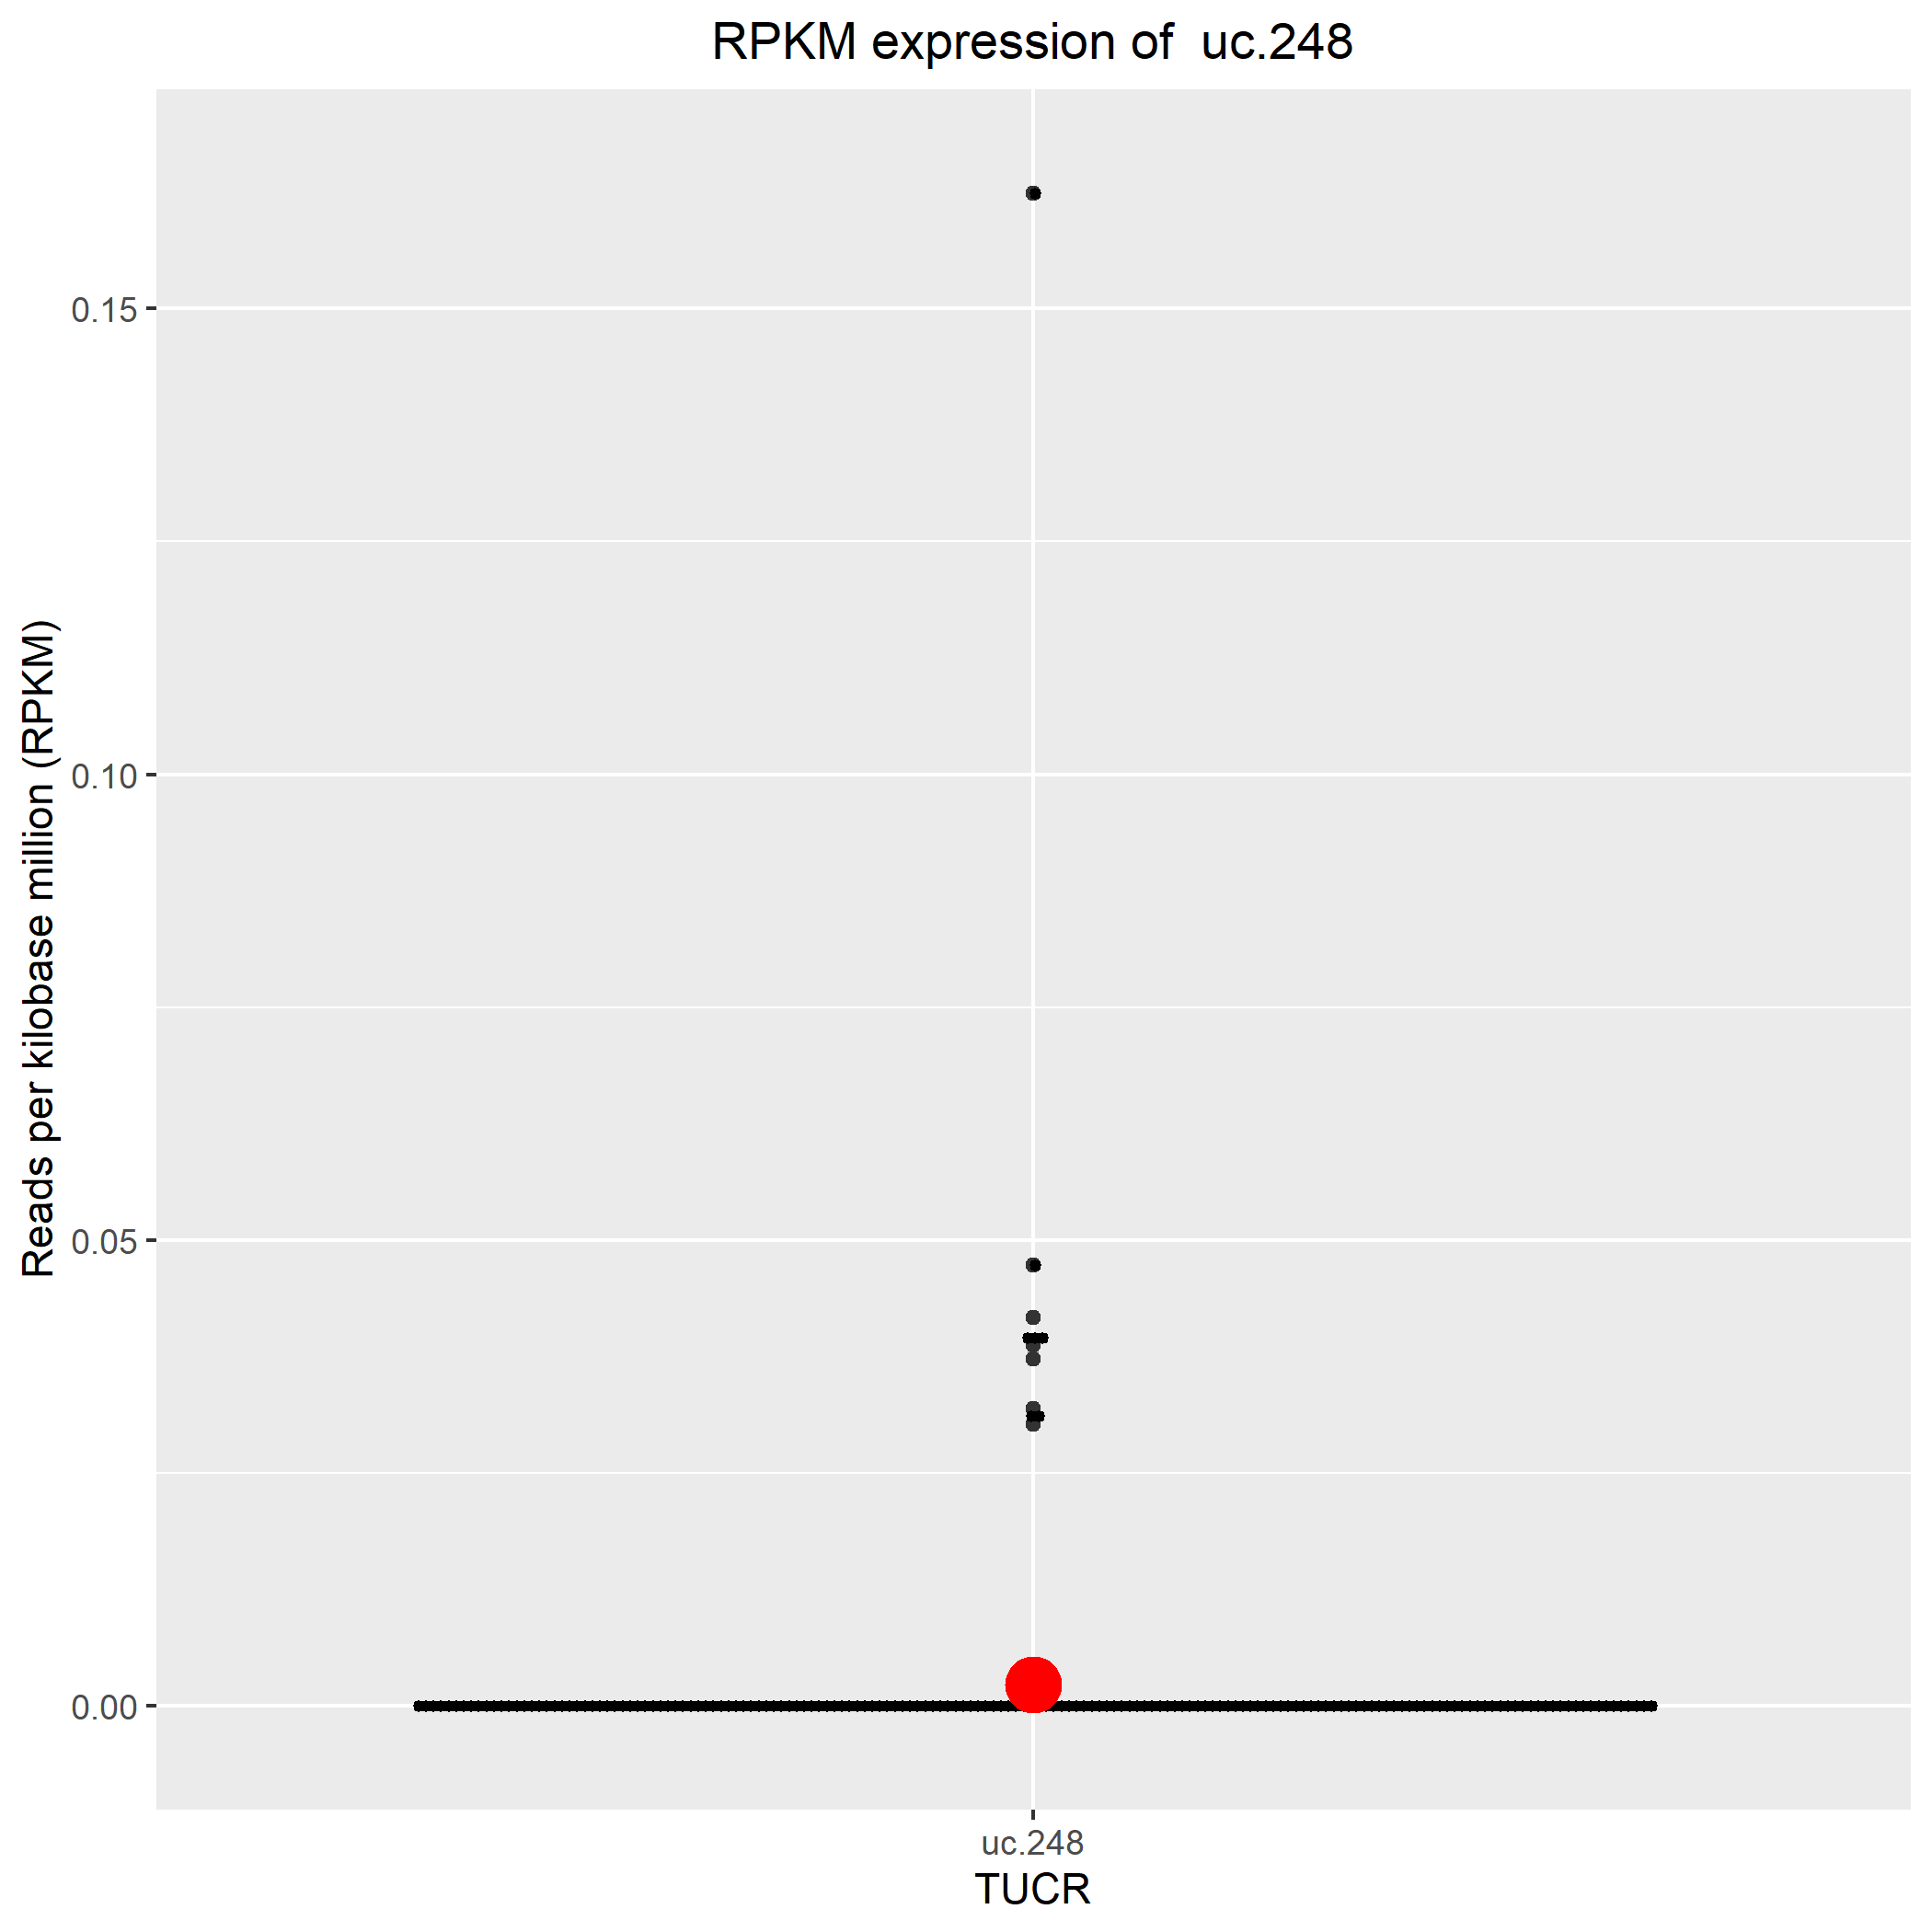 RPKM expression of  uc.248
Reads per kilobase million (RPKM)
0.15
0.10
0.05
0.00
uc.248
TUCR